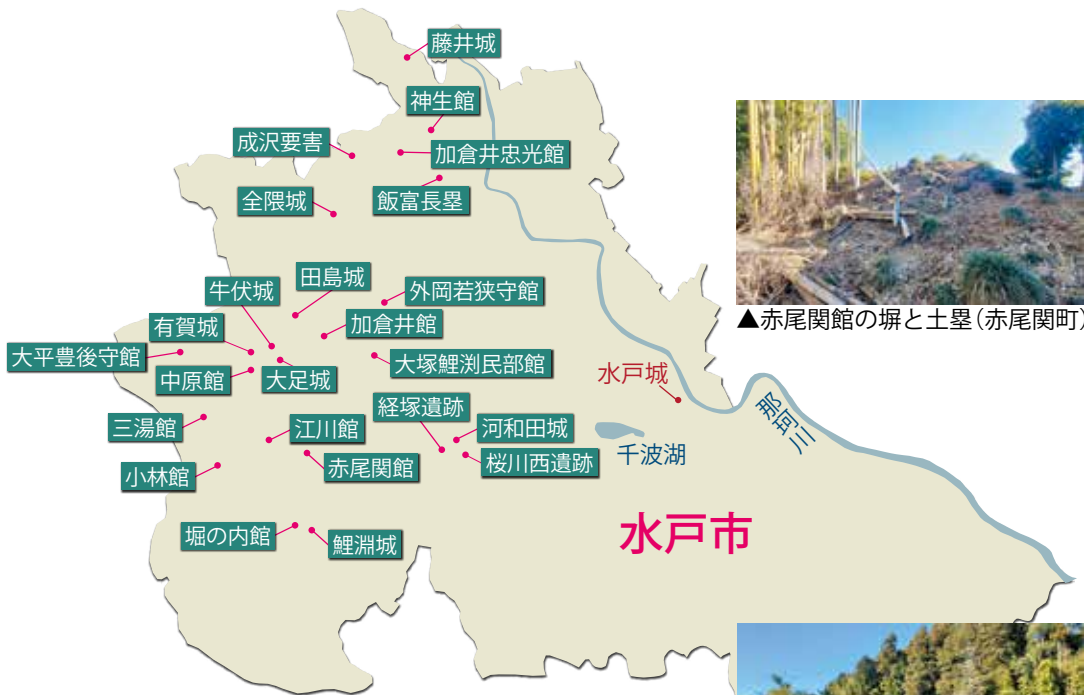 藤井城
神生館
成沢要害
加倉井忠光館
全隈城
飯富長塁
田島城
牛伏城
外岡若狭守館
有賀城
加倉井館
大平豊後守館
大塚鯉渕民部館
中原館
大足城
水戸城
経塚遺跡
三湯館
江川館
河和田城
千波湖
那珂川
赤尾関館
桜川西遺跡
小林館
水戸市
堀の内館
鯉淵城
▲赤尾関館の塀と土塁(赤尾関町)